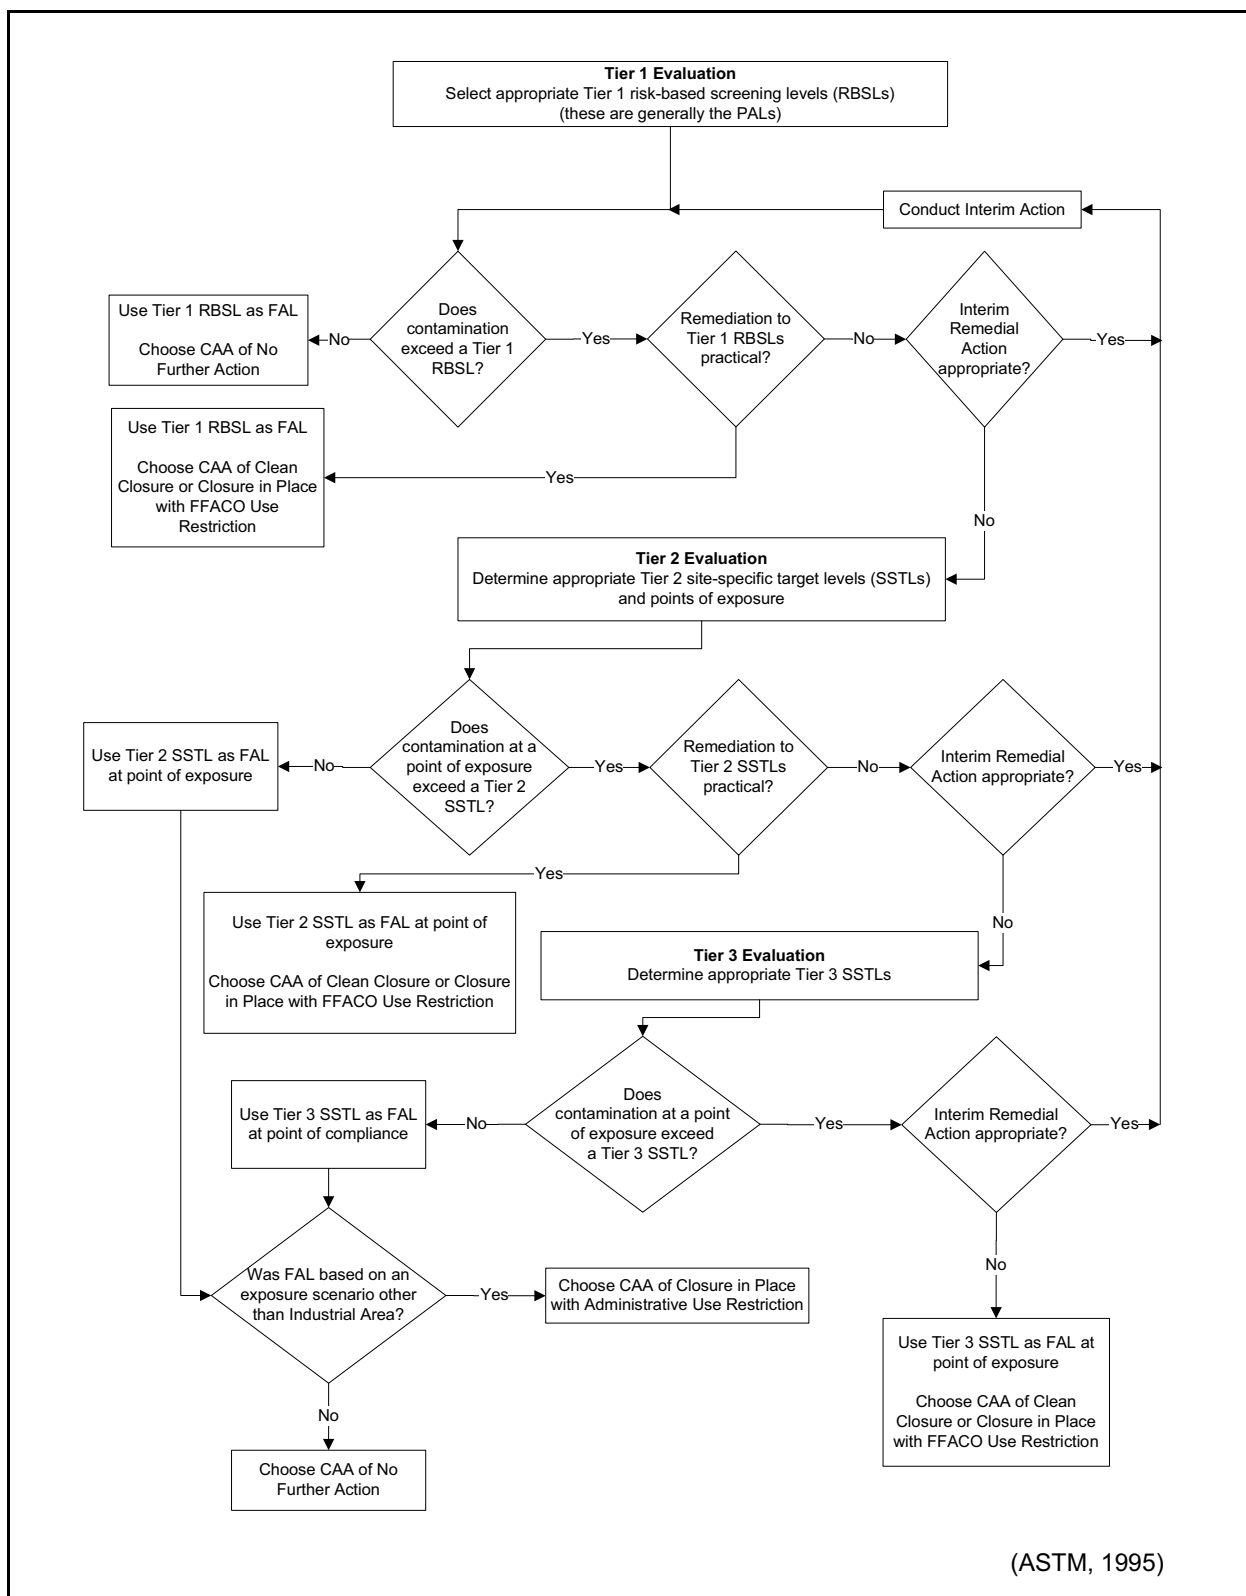 Tier 1 Evaluation
Select appropriate Tier 1 risk-based screening levels (RBSLs)
(these are generally the PALs)
Conduct Interim Action
Use Tier 1 RBSL as FAL
Choose CAA of No
Further Action
No
Does
contamination
exceed a Tier 1
RBSL?
Yes
Remediation to
Tier 1 RBSLs
practical?
No
Interim
Remedial
Action
appropriate?
Yes
Use Tier 1 RBSL as FAL
Choose CAA of Clean
Closure or Closure in Place
with FFACO Use
Restriction
Yes
No
Tier 2 Evaluation
Determine appropriate Tier 2 site-specific target levels (SSTLs)
and points of exposure
Use Tier 2 SSTL as FAL
at point of exposure
No
Does
contamination at a
point of exposure
exceed a Tier 2
SSTL?
Yes
Remediation to
Tier 2 SSTLs
practical?
No
Interim Remedial
Action appropriate?
Yes
Yes
Use Tier 2 SSTL as FAL at point of
exposure
Choose CAA of Clean Closure or Closure
in Place with FFACO Use Restriction
No
Tier 3 Evaluation
Determine appropriate Tier 3 SSTLs
Use Tier 3 SSTL as FAL
at point of compliance
No
Does
contamination at a point
of exposure exceed
a Tier 3 SSTL?
Yes
Interim Remedial
Action appropriate?
Yes
Was FAL based on an
exposure scenario other
than Industrial Area?
Yes
Choose CAA of Closure in Place
with Administrative Use Restriction
No
Use Tier 3 SSTL as FAL at
point of exposure
Choose CAA of Clean
Closure or Closure in Place
with FFACO Use Restriction
No
Choose CAA of No
Further Action
(ASTM, 1995)